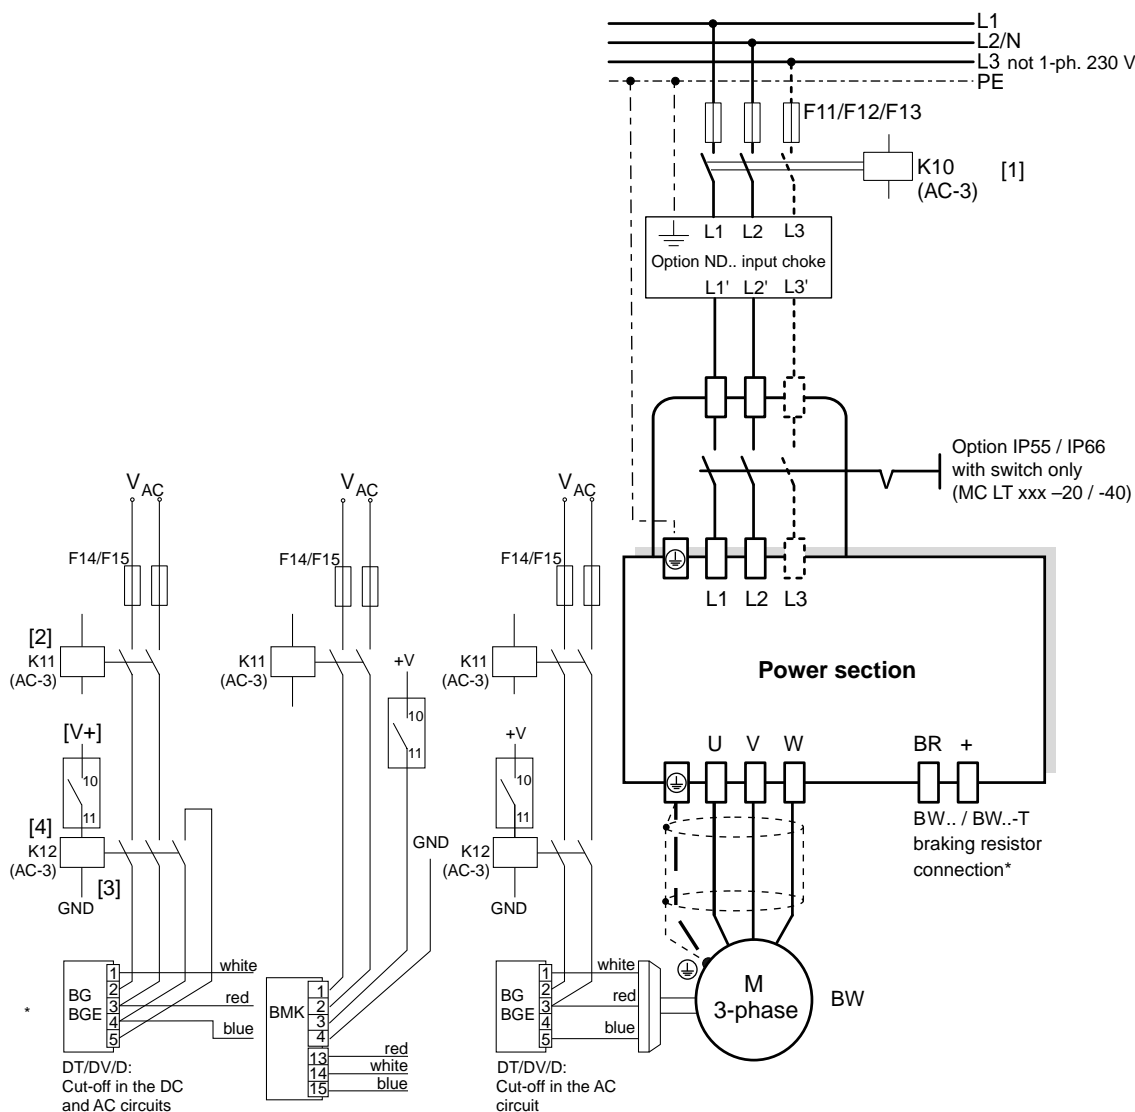 L1
L2/N
L3 not 1-ph. 230 V
PE
F11/F12/F13
K10
(AC-3)
[1]
L1 L2 L3
Option ND.. input choke
L1' L2' L3'
Option IP55 / IP66
with switch only
(MC LT xxx –20 / -40)
L1 L2 L3
Power section
U V W
BR +
BW.. / BW..-T
braking resistor
connection*
M
3-phase
BW
V AC
F14/F15
[2]
K11
(AC-3)
[V+]
10
11
[4]
K12
(AC-3)
[3]
GND
1
2
3
4
5
BG
BGE
white
red
blue
*
DT/DV/D:
Cut-off in the DC
and AC circuits
V AC
F14/F15
K11
(AC-3)
+V
10
11
GND
BMK
1
2
3
4
13
14
15
red
white
blue
V AC
F14/F15
K11
(AC-3)
+V
10
11
K12
(AC-3)
GND
1
2
3
4
5
BG
BGE
white
red
blue
DT/DV/D:
Cut-off in the AC
circuit